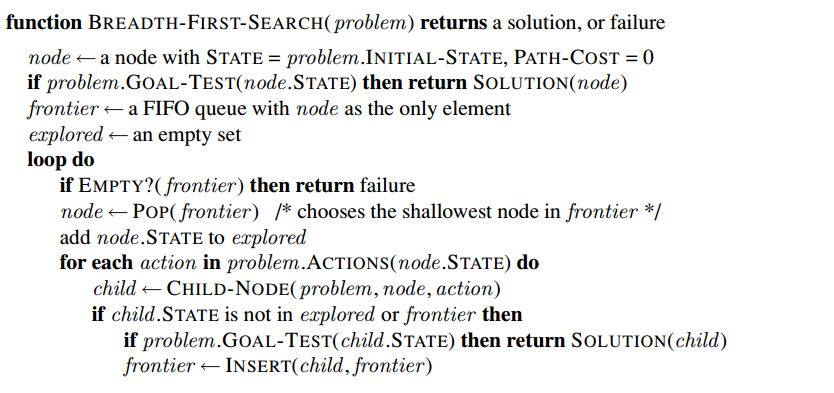 function BREADTH-FIRST-SEARCH(problem) returns a solution, or failure
node ← a node with STATE = problem.INITIAL-STATE, PATH-COST = 0
if problem.GOAL-TEST(node.STATE) then return SOLUTION(node)
frontier ← a FIFO queue with node as the only element
explored ← an empty set
loop do
if EMPTY?(frontier) then return failure
node ← POP(frontier) /* chooses the shallowest node in frontier */
add node.STATE to explored
for each action in problem.ACTIONS(node.STATE) do
child ← CHILD-NODE(problem, node, action)
if child.STATE is not in explored or frontier then
if problem.GOAL-TEST(child.STATE) then return SOLUTION(child)
frontier ← INSERT(child, frontier)